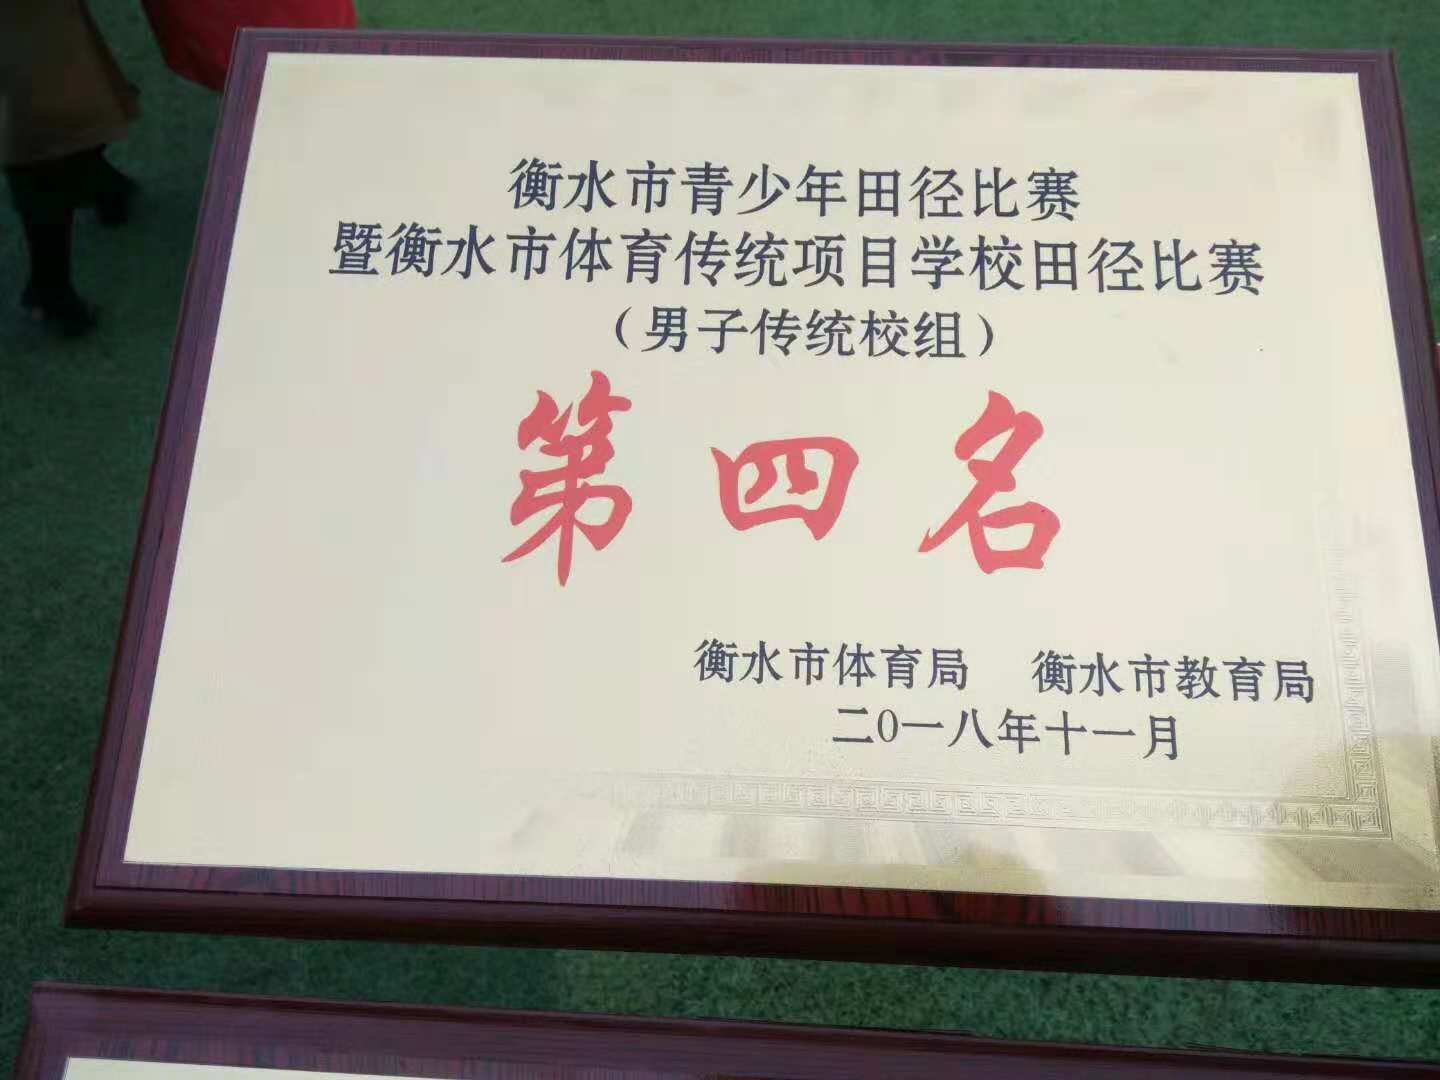 衡水市青少年田径比赛
暨衡水市体育传统项目学校田径比赛
（男子传统校组）
第四名
衡水市体育局 衡水市教育局
二0一八年十一月